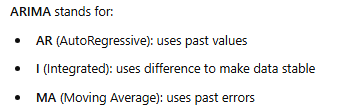 ARIMA stands for:
• AR (AutoRegressive): uses past values
• I (Integrated): uses difference to make data stable
• MA (Moving Average): uses past errors